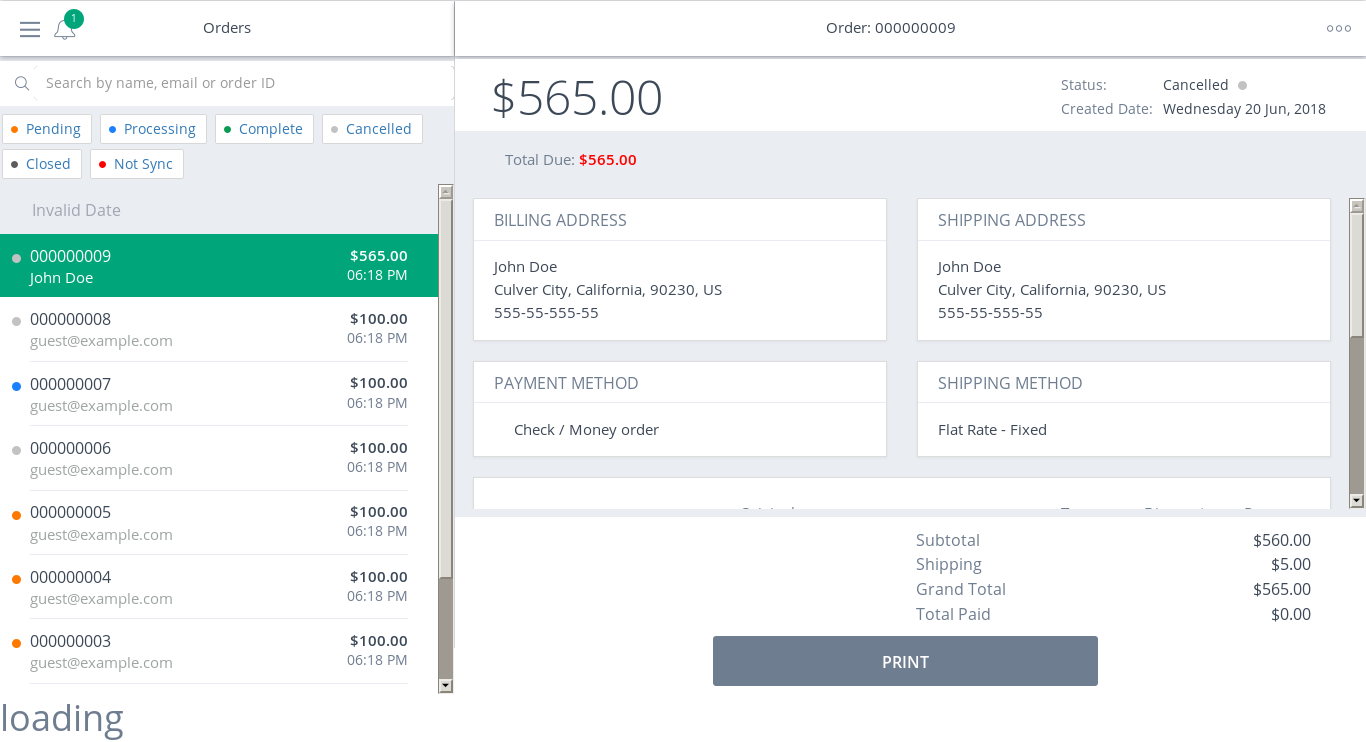 1
Orders
Order: 000000009
Search by name, email or order ID
Pending
Processing
Complete
Cancelled
Closed
Not Sync
Invalid Date
000000009 $565.00
John Doe 06:18 PM
000000008 $100.00
guest@example.com 06:18 PM
000000007 $100.00
guest@example.com 06:18 PM
000000006 $100.00
guest@example.com 06:18 PM
000000005 $100.00
guest@example.com 06:18 PM
000000004 $100.00
guest@example.com 06:18 PM
000000003 $100.00
guest@example.com 06:18 PM
loading
$565.00
Status: Cancelled
Created Date: Wednesday 20 Jun, 2018
Total Due: $565.00
BILLING ADDRESS
John Doe
Culver City, California, 90230, US
555-55-555-55
SHIPPING ADDRESS
John Doe
Culver City, California, 90230, US
555-55-555-55
PAYMENT METHOD
Check / Money order
SHIPPING METHOD
Flat Rate - Fixed
Subtotal $560.00
Shipping $5.00
Grand Total $565.00
Total Paid $0.00
PRINT